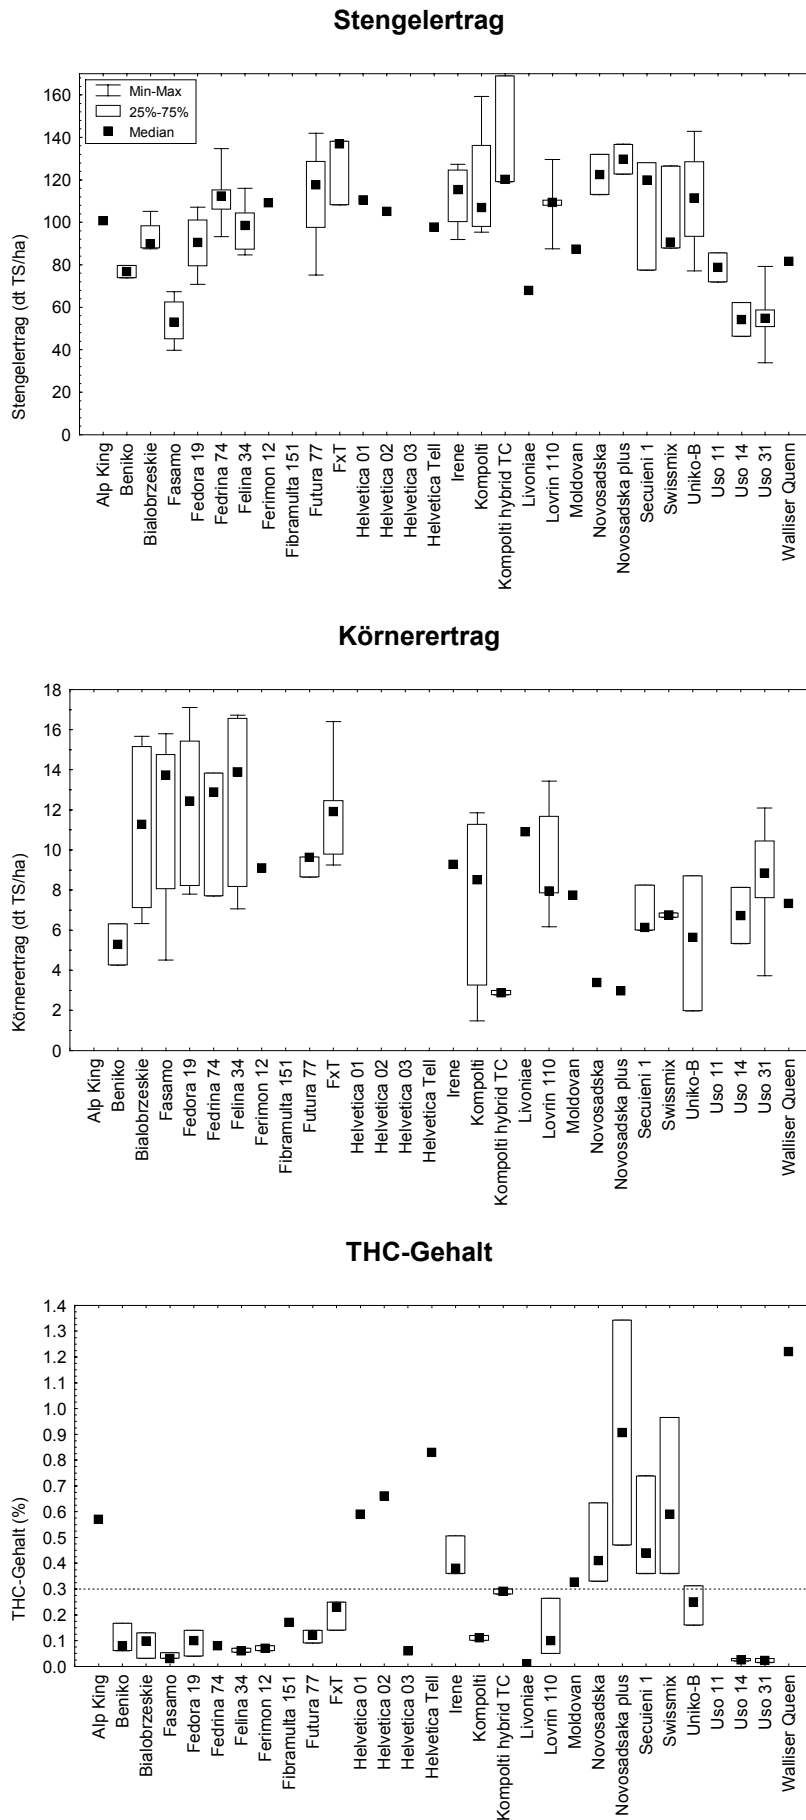 Stengelertrag
Stengelertrag (dt TS/ha)
160
140
120
100
80
60
40
20
0
Min-Max
25%-75%
Median
Alp King
Beniko
Bialobrzeskie
Fasamo
Fedora 19
Fedrina 74
Felina 34
Ferimon 12
Fibramulta 151
Futura 77
FxT
Helvetica 01
Helvetica 02
Helvetica 03
Helvetica Tell
Irene
Kompolti
Kompolti hybrid TC
Livoniae
Lovrin 110
Moldovan
Novosadska
Novosadska plus
Secuieni 1
Swissmix
Uniko-B
Uso 11
Uso 14
Uso 31
Walliser Quenn
Körnerertrag
Körnerertrag (dt TS/ha)
18
16
14
12
10
8
6
4
2
0
Alp King
Beniko
Bialobrzeskie
Fasamo
Fedora 19
Fedrina 74
Felina 34
Ferimon 12
Fibramulta 151
Futura 77
FxT
Helvetica 01
Helvetica 02
Helvetica 03
Helvetica Tell
Irene
Kompolti
Kompolti hybrid TC
Livoniae
Lovrin 110
Moldovan
Novosadska
Novosadska plus
Secuieni 1
Swissmix
Uniko-B
Uso 11
Uso 14
Uso 31
Walliser Queen
THC-Gehalt
THC-Gehalt (%)
1.4
1.3
1.2
1.1
1.0
0.9
0.8
0.7
0.6
0.5
0.4
0.3
0.2
0.1
0.0
Alp King
Beniko
Bialobrzeskie
Fasamo
Fedora 19
Fedrina 74
Felina 34
Ferimon 12
Fibramulta 151
Futura 77
FxT
Helvetica 01
Helvetica 02
Helvetica 03
Helvetica Tell
Irene
Kompolti
Kompolti hybrid TC
Livoniae
Lovrin 110
Moldovan
Novosadska
Novosadsaka plus
Secuieni 1
Swissmix
Uniko-B
Uso 11
Uso 14
Uso 31
Walliser Queen